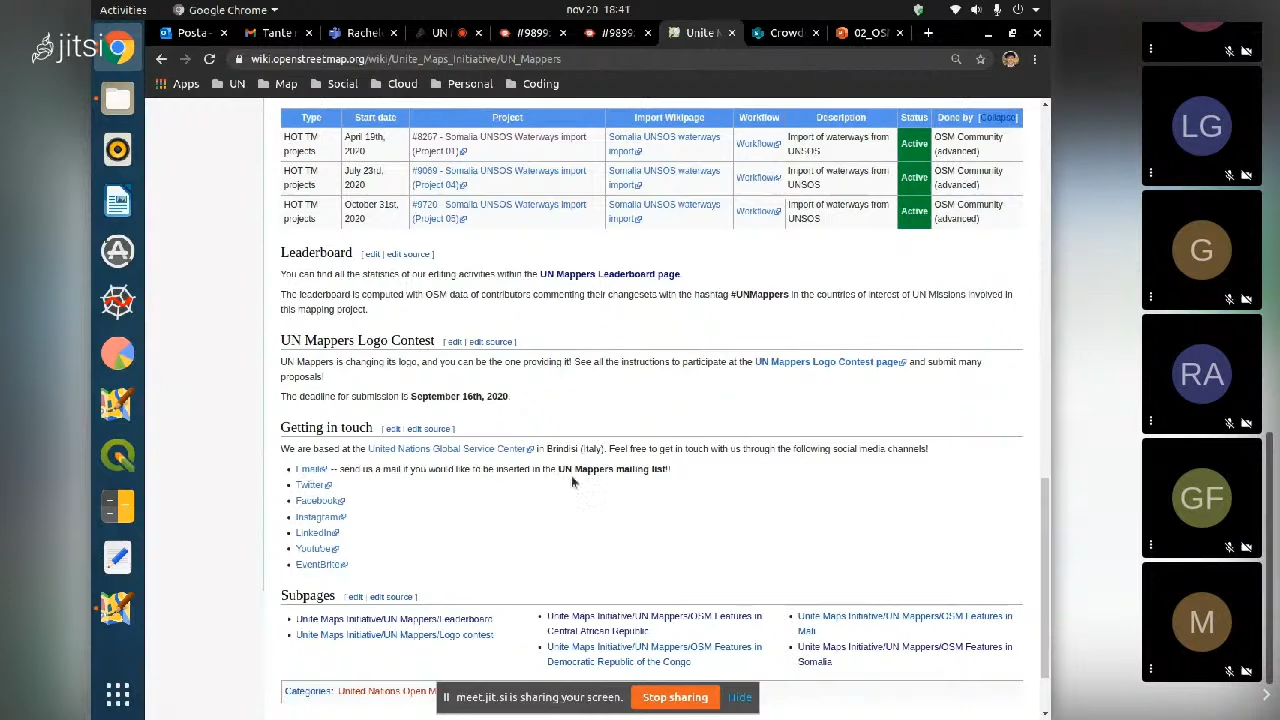 Activities
Google Chrome
nov 20 18:41
jitsi
Posta -
Tante
Rachel
UN
#9899
#9899
Unite M
Crowd
02_OS
wiki.openstreetmap.org/wiki/Unite_Maps_Initiative/UN_Mappers
Apps UN Map Social Cloud Personal Coding
Type Start date Project Import Wikipage Workflow Description Status Done by [Collapse]
HOT TM projects
April 19th, 2020
#8267 - Somalia UNSOS Waterways import (Project 01)
Somalia UNSOS waterways import
Workflow
Import of waterways from UNSOS
Active
OSM Community (advanced)
HOT TM projects
July 23rd, 2020
#9069 - Somalia UNSOS Waterways import (Project 04)
Somalia UNSOS waterways import
Workflow
Import of waterways from UNSOS
Active
OSM Community (advanced)
HOT TM projects
October 31st, 2020
#9720 - Somalia UNSOS Waterways import (Project 05)
Somalia UNSOS waterways import
Workflow
Import of waterways from UNSOS
Active
OSM Community (advanced)
Leaderboard [ edit | edit source ]
You can find all the statistics of our editing activities within the UN Mappers Leaderboard page.
The leaderboard is computed with OSM data of contributors commenting their changesets with the hashtag #UNMappers in the countries of interest of UN Missions involved in
this mapping project.
UN Mappers Logo Contest [ edit | edit source ]
UN Mappers is changing its logo, and you can be the one providing it! See all the instructions to participate at the UN Mappers Logo Contest page and submit many
proposals!
The deadline for submission is September 16th, 2020.
Getting in touch [ edit | edit source ]
We are based at the United Nations Global Service Center in Brindisi (Italy). Feel free to get in touch with us through the following social media channels!
Email -- send us a mail if you would like to be inserted in the UN Mappers mailing list!!
Twitter
Facebook
Instagram
LinkedIn
Youtube
EventBrite
Subpages [ edit | edit source ]
Unite Maps Initiative/UN Mappers/Leaderboard
Unite Maps Initiative/UN Mappers/Logo contest
Unite Maps Initiative/UN Mappers/OSM Features in
Central African Republic
Unite Maps Initiative/UN Mappers/OSM Features in
Democratic Republic of the Congo
Unite Maps Initiative/UN Mappers/OSM Features in
Mali
Unite Maps Initiative/UN Mappers/OSM Features in
Somalia
Categories: United Nations Open M
meet.jit.si is sharing your screen. Stop sharing Hide
LG
G
RA
GF
M